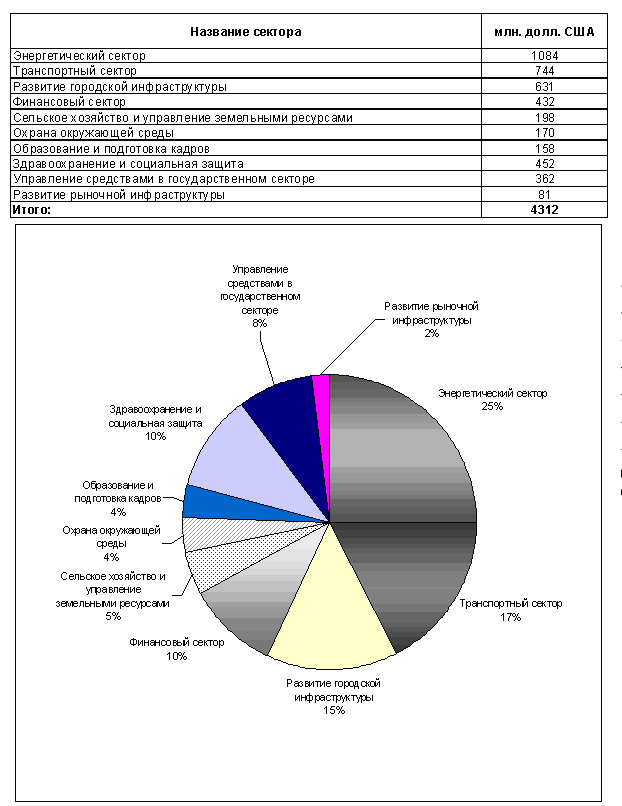 Название сектора млн. долл. США
Энергетический сектор 1084
Транспортный сектор 744
Развитие городской инфраструктуры 631
Финансовый сектор 432
Сельское хозяйство и управление земельными ресурсами 198
Охрана окружающей среды 170
Образование и подготовка кадров 158
Здравоохранение и социальная защита 452
Управление средствами в государственном секторе 362
Развитие рыночной инфраструктуры 81
Итого: 4312
Управление
средствами в
государственном
секторе
8%
Развитие рыночной
инфраструктуры
2%
Энергетический сектор
25%
Здравоохранение и
социальная защита
10%
Образование и
подготовка кадров
4%
Охрана окружающей
среды
4%
Сельское хозяйство и
управление
земельными ресурсами
5%
Транспортный сектор
17%
Финансовый сектор
10%
Развитие городской
инфраструктуры
15%